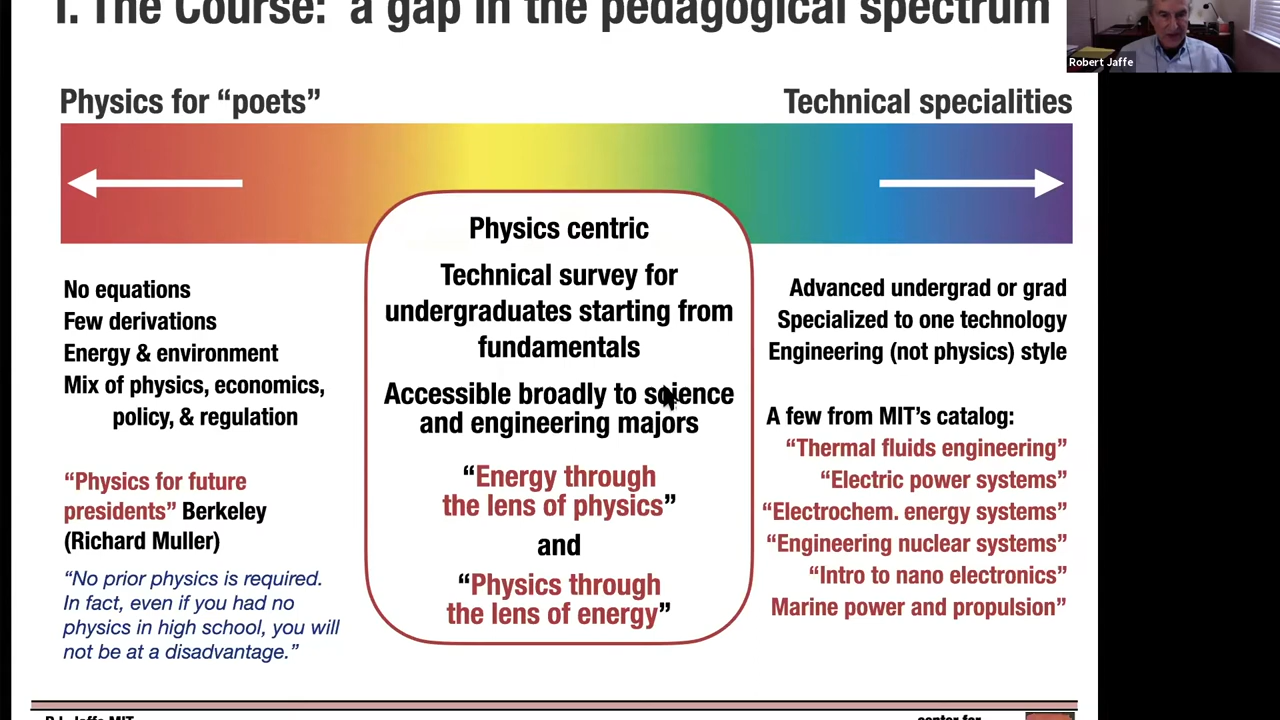 I. The Course: a gap in the pedagogical spectrum
Robert Jaffe
Physics for “poets”
Technical specialities
No equations
Few derivations
Energy & environment
Mix of physics, economics,
policy, & regulation
“Physics for future
presidents” Berkeley
(Richard Muller)
“No prior physics is required.
In fact, even if you had no
physics in high school, you will
not be at a disadvantage.”
Physics centric
Technical survey for
undergraduates starting from
fundamentals
Accessible broadly to science
and engineering majors
“Energy through
the lens of physics”
and
“Physics through
the lens of energy”
Advanced undergrad or grad
Specialized to one technology
Engineering (not physics) style
A few from MIT’s catalog:
“Thermal fluids engineering”
“Electric power systems”
“Electrochem. energy systems”
“Engineering nuclear systems”
“Intro to nano electronics”
Marine power and propulsion”
R.L. Jaffe MIT
center for